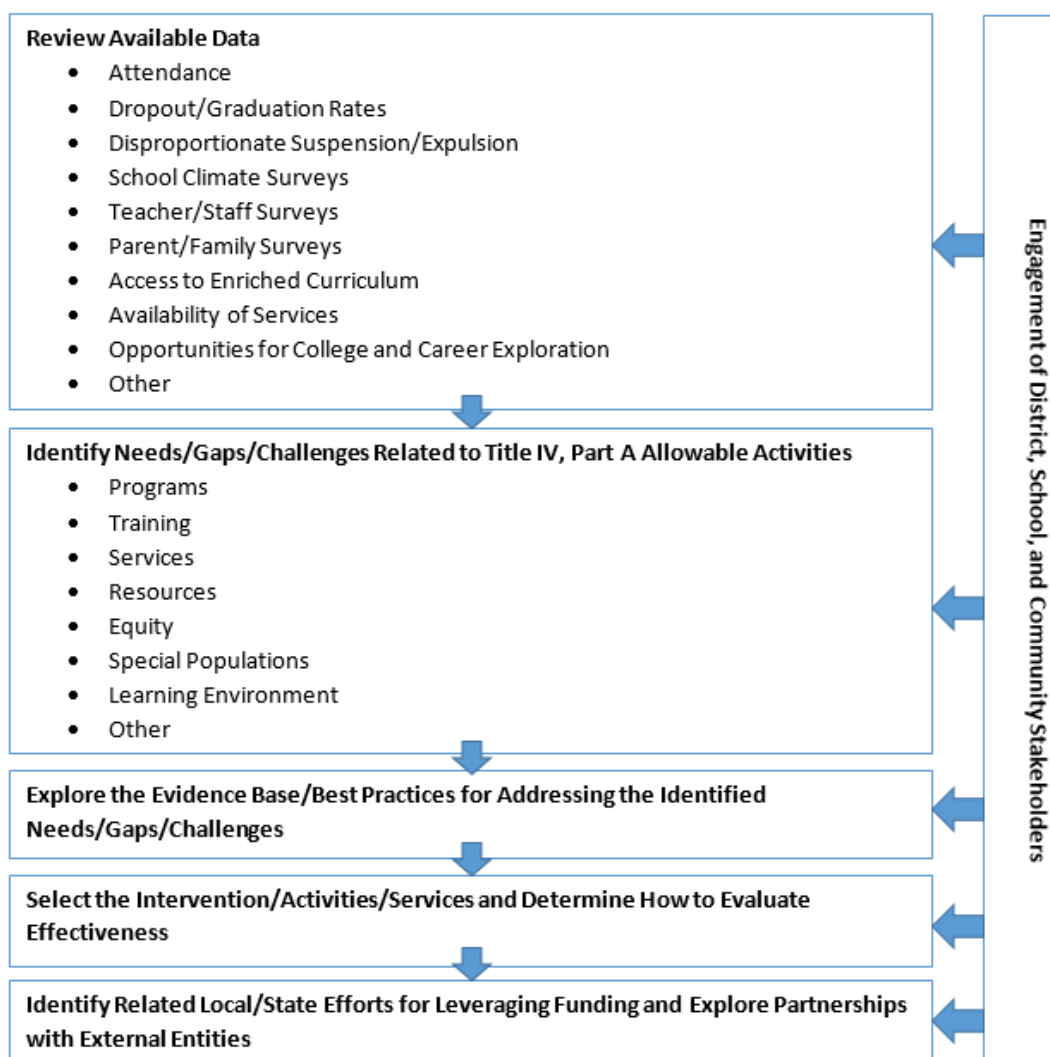 Review Available Data
• Attendance
• Dropout/Graduation Rates
• Disproportionate Suspension/Expulsion
• School Climate Surveys
• Teacher/Staff Surveys
• Parent/Family Surveys
• Access to Enriched Curriculum
• Availability of Services
• Opportunities for College and Career Exploration
• Other
Identify Needs/Gaps/Challenges Related to Title IV, Part A Allowable Activities
• Programs
• Training
• Services
• Resources
• Equity
• Special Populations
• Learning Environment
• Other
Explore the Evidence Base/Best Practices for Addressing the Identified
Needs/Gaps/Challenges
Select the Intervention/Activities/Services and Determine How to Evaluate
Effectiveness
Identify Related Local/State Efforts for Leveraging Funding and Explore Partnerships
with External Entities
Engagement of District, School, and Community Stakeholders